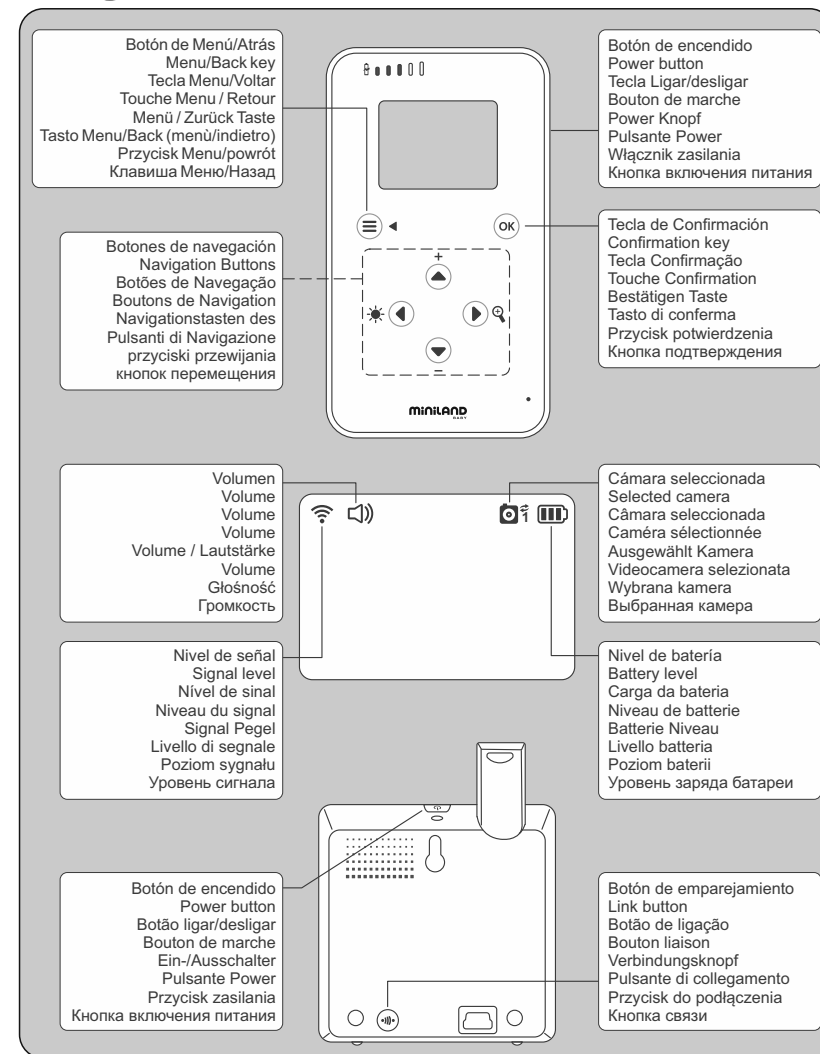 Botón de Menú/Atrás
Menu/Back key
Tecla Menu/Voltar
Touche Menu / Retour
Menü / Zurück Taste
Tasto Menu/Back (menù/indietro)
Przycisk Menu/powrót
Клавиша Меню/Назад
Botón de encendido
Power button
Tecla Ligar/desligar
Bouton de marche
Power Knopf
Pulsante Power
Włącznik zasilania
Кнопка включения питания
OK
Tecla de Confirmación
Confirmation key
Tecla Confirmação
Touche Confirmation
Bestätigen Taste
Tasto di conferma
Przycisk potwierdzenia
Кнопка подтверждения
Botones de navegación
Navigation Buttons
Botões de Navegação
Boutons de Navigation
Navigationstasten des
Pulsanti di Navigazione
przyciski przewijania
кнопок перемещения
+
−
miniland
BABY
Volumen
Volume
Volume
Volume
Volume / Lautstärke
Volume
Głośność
Громкость
1
Cámara seleccionada
Selected camera
Câmara seleccionada
Caméra sélectionnée
Ausgewählt Kamera
Videocamera selezionata
Wybrana kamera
Выбранная камера
Nivel de señal
Signal level
Nível de sinal
Niveau du signal
Signal Pegel
Livello di segnale
Poziom sygnału
Уровень сигнала
Nivel de batería
Battery level
Carga da bateria
Niveau de batterie
Batterie Niveau
Livello batteria
Poziom baterii
Уровень заряда батареи
Botón de encendido
Power button
Botão ligar/desligar
Bouton de marche
Ein-/Ausschalter
Pulsante Power
Przycisk zasilania
Кнопка включения питания
Botón de emparejamiento
Link button
Botão de ligação
Bouton liaison
Verbindungsknopf
Pulsante di collegamento
Przycisk do podłączenia
Кнопка связи